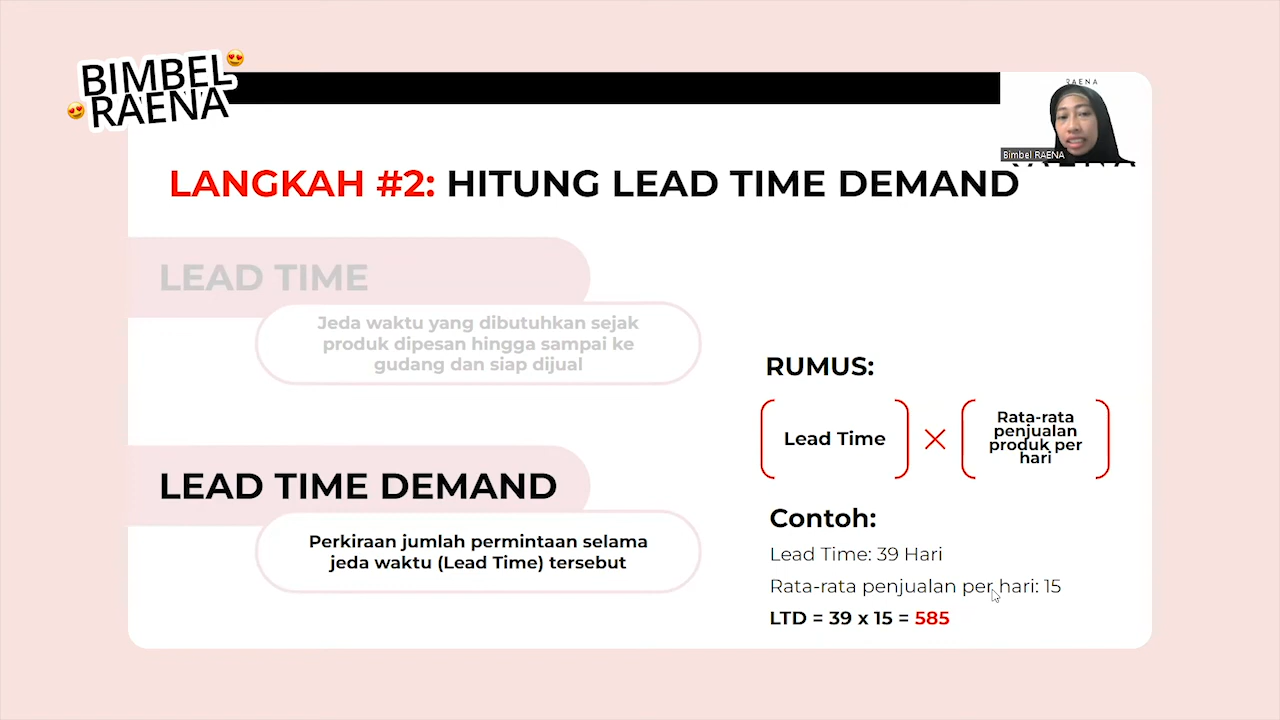 BIMBEL
RAENA
RAENA
Bimbel RAENA
LANGKAH #2: HITUNG LEAD TIME DEMAND
LEAD TIME
Jeda waktu yang dibutuhkan sejak
produk dipesan hingga sampai ke
gudang dan siap dijual
LEAD TIME DEMAND
Perkiraan jumlah permintaan selama
jeda waktu (Lead Time) tersebut
RUMUS:
Lead Time
×
Rata-rata
penjualan
produk per
hari
Contoh:
Lead Time: 39 Hari
Rata-rata penjualan per hari: 15
LTD = 39 x 15 = 585